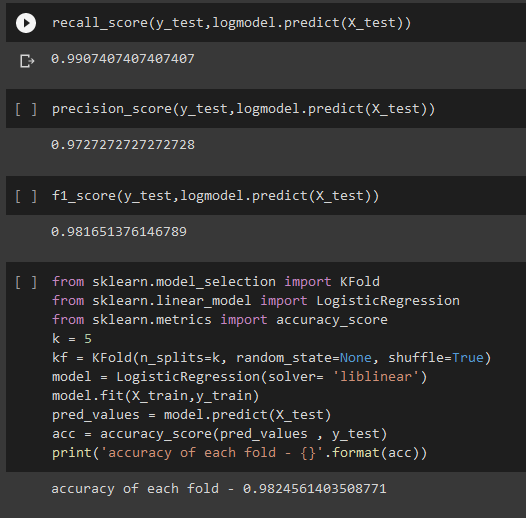 recall_score(y_test,logmodel.predict(X_test))
0.9907407407407407
[ ] precision_score(y_test,logmodel.predict(X_test))
0.9727272727272728
[ ] f1_score(y_test,logmodel.predict(X_test))
0.981651376146789
[ ] from sklearn.model_selection import KFold
from sklearn.linear_model import LogisticRegression
from sklearn.metrics import accuracy_score
k = 5
kf = KFold(n_splits=k, random_state=None, shuffle=True)
model = LogisticRegression(solver= 'liblinear')
model.fit(X_train,y_train)
pred_values = model.predict(X_test)
acc = accuracy_score(pred_values , y_test)
print('accuracy of each fold - {}'.format(acc))
accuracy of each fold - 0.9824561403508771